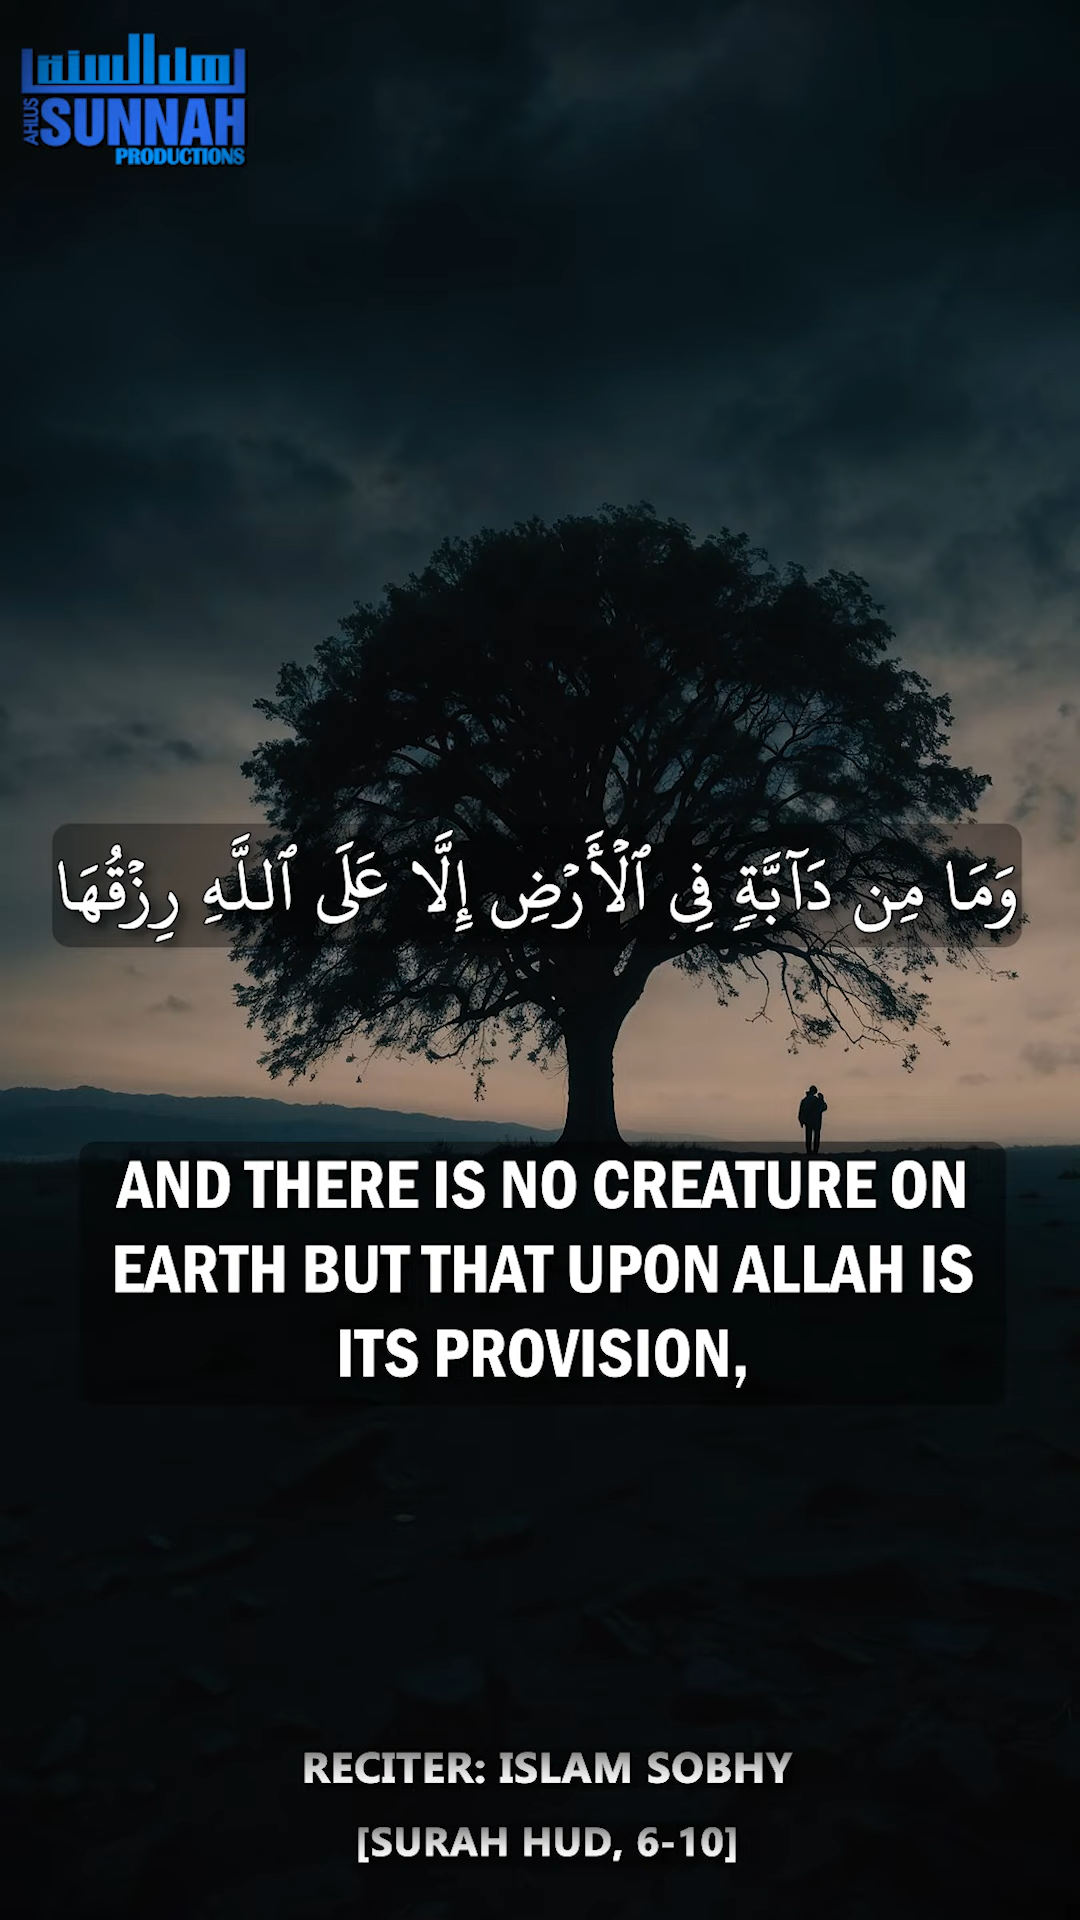 اهل السنة
AHLUS
SUNNAH
PRODUCTIONS
وَمَا مِن دَآبَّةٍ فِي ٱلْأَرْضِ إِلَّا عَلَى ٱللَّهِ رِزْقُهَا
AND THERE IS NO CREATURE ON
EARTH BUT THAT UPON ALLAH IS
ITS PROVISION,
RECITER: ISLAM SOBHY
[SURAH HUD, 6-10]